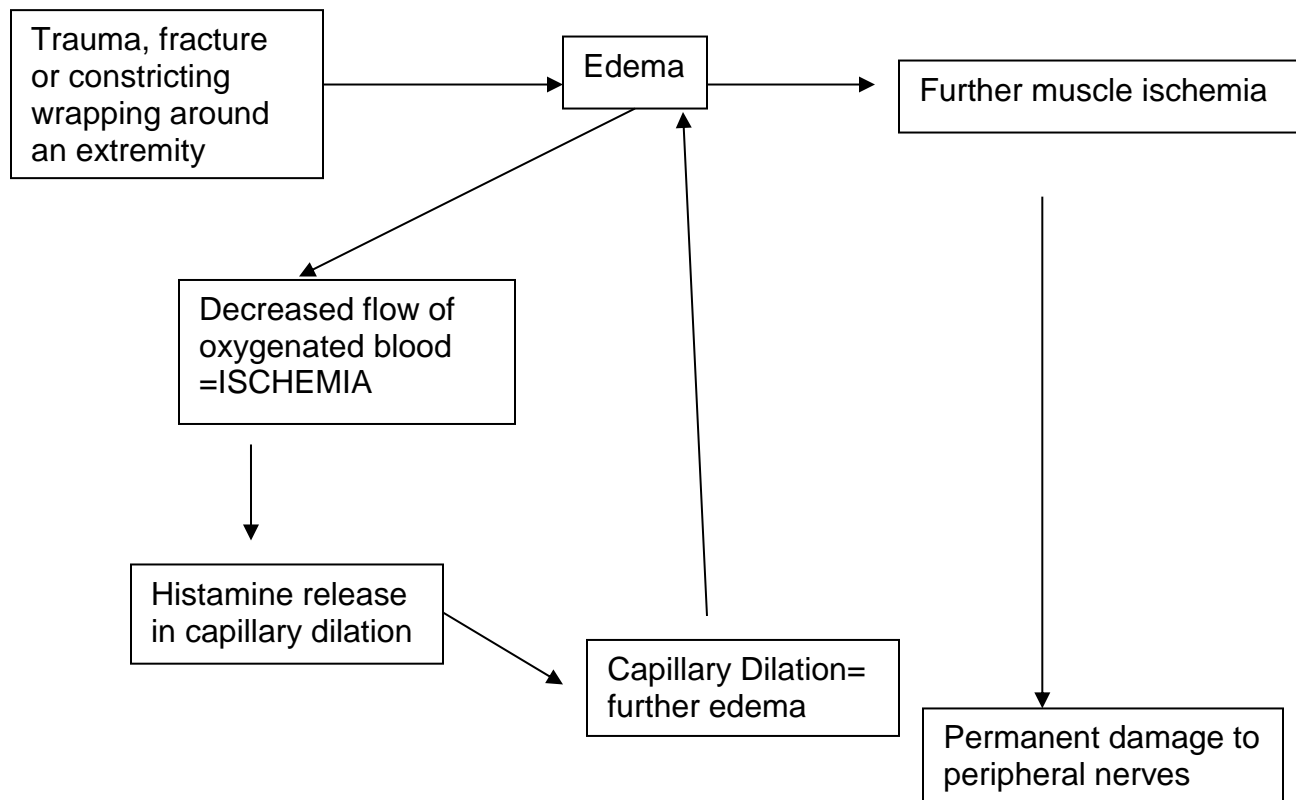 Trauma, fracture
or constricting
wrapping around
an extremity
Edema
Further muscle ischemia
Decreased flow of
oxygenated blood
=ISCHEMIA
Histamine release
in capillary dilation
Capillary Dilation=
further edema
Permanent damage to
peripheral nerves